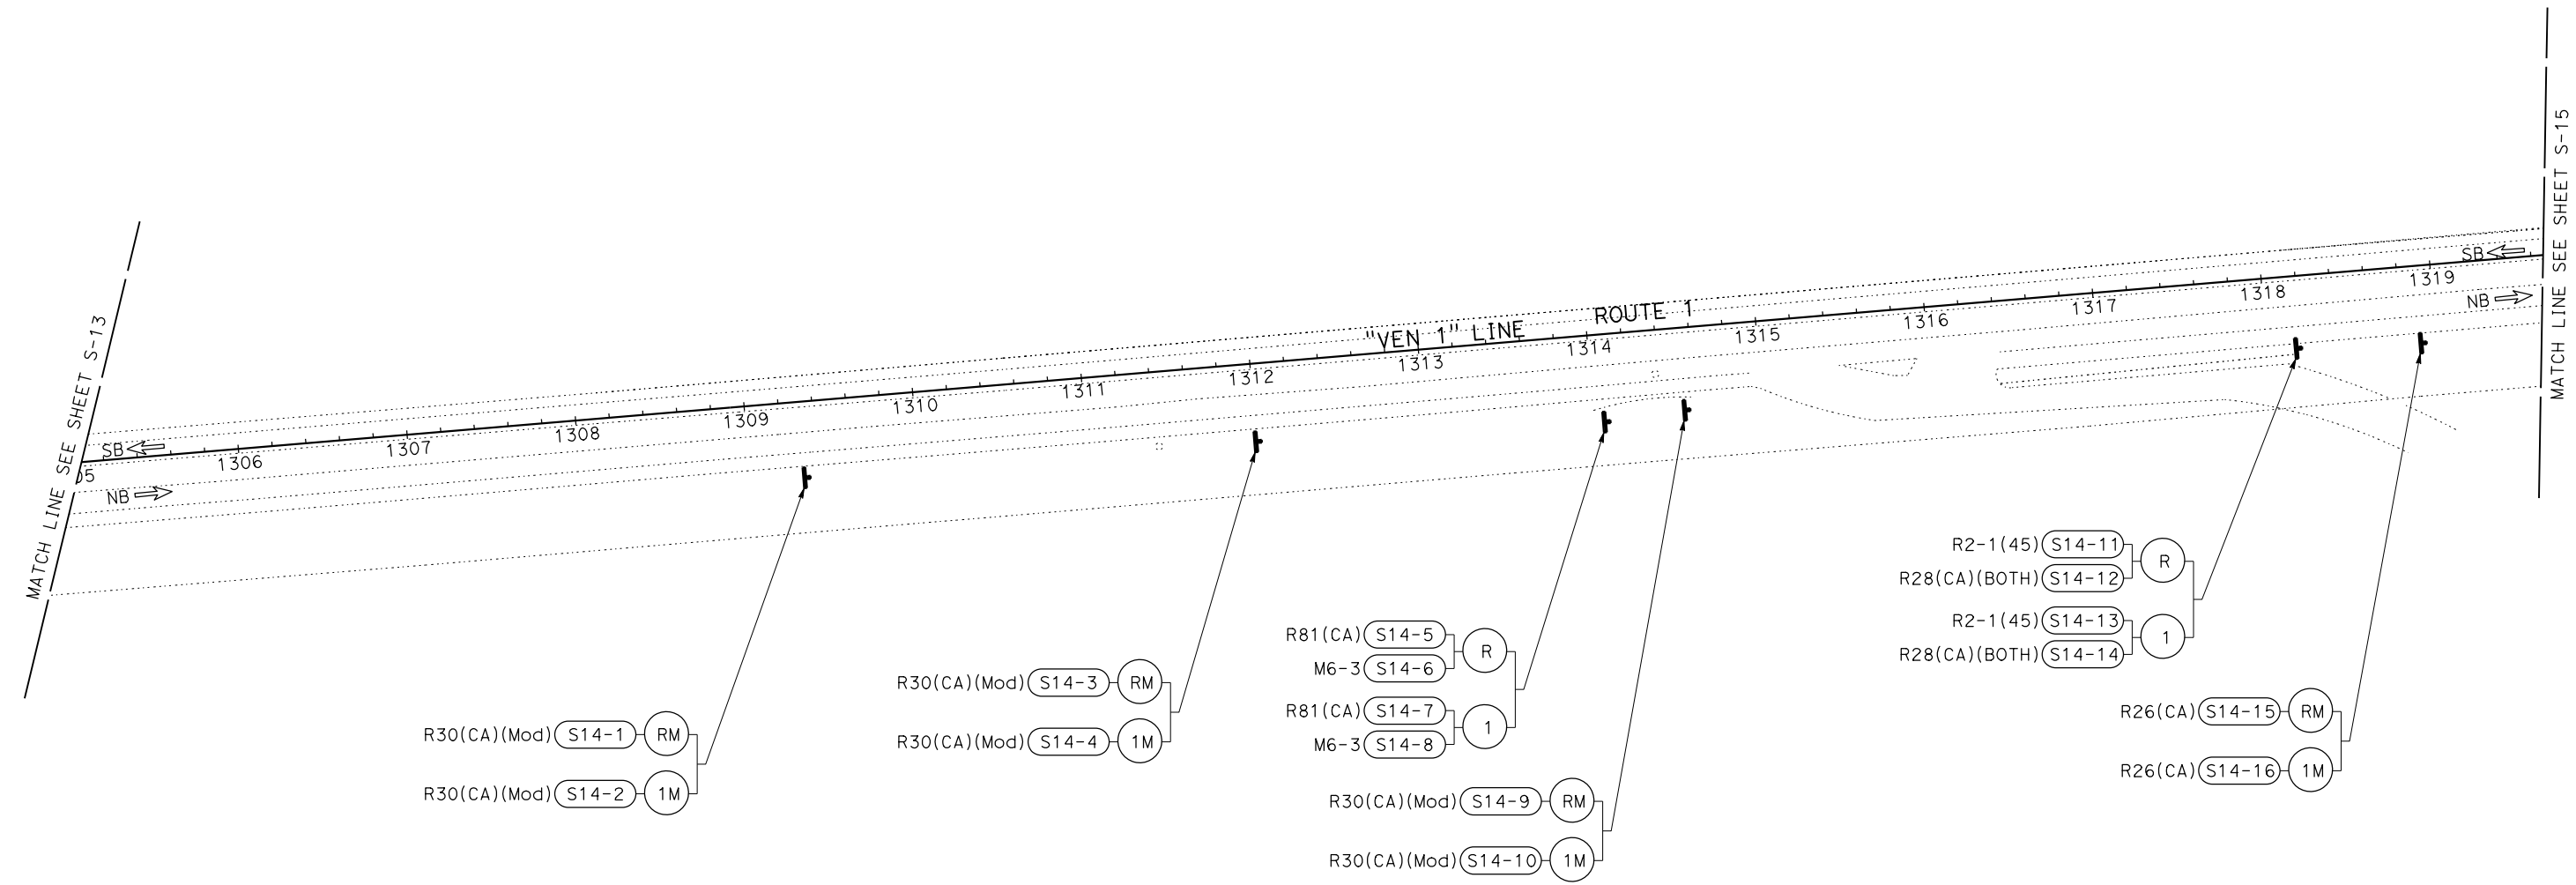 MATCH LINE SEE SHEET S-13
MATCH LINE SEE SHEET S-15
"VEN 1" LINE
ROUTE 1
SB
NB
SB
NB
05
1306
1307
1308
1309
1310
1311
1312
1313
1314
1315
1316
1317
1318
1319
R30(CA)(Mod) S14-1 RM
R30(CA)(Mod) S14-2 1M
R30(CA)(Mod) S14-3 RM
R30(CA)(Mod) S14-4 1M
R81(CA) S14-5
R
M6-3 S14-6
R81(CA) S14-7
1
M6-3 S14-8
R30(CA)(Mod) S14-9 RM
R30(CA)(Mod) S14-10 1M
R2-1(45) S14-11
R
R28(CA)(BOTH) S14-12
R2-1(45) S14-13
1
R28(CA)(BOTH) S14-14
R26(CA) S14-15 RM
R26(CA) S14-16 1M